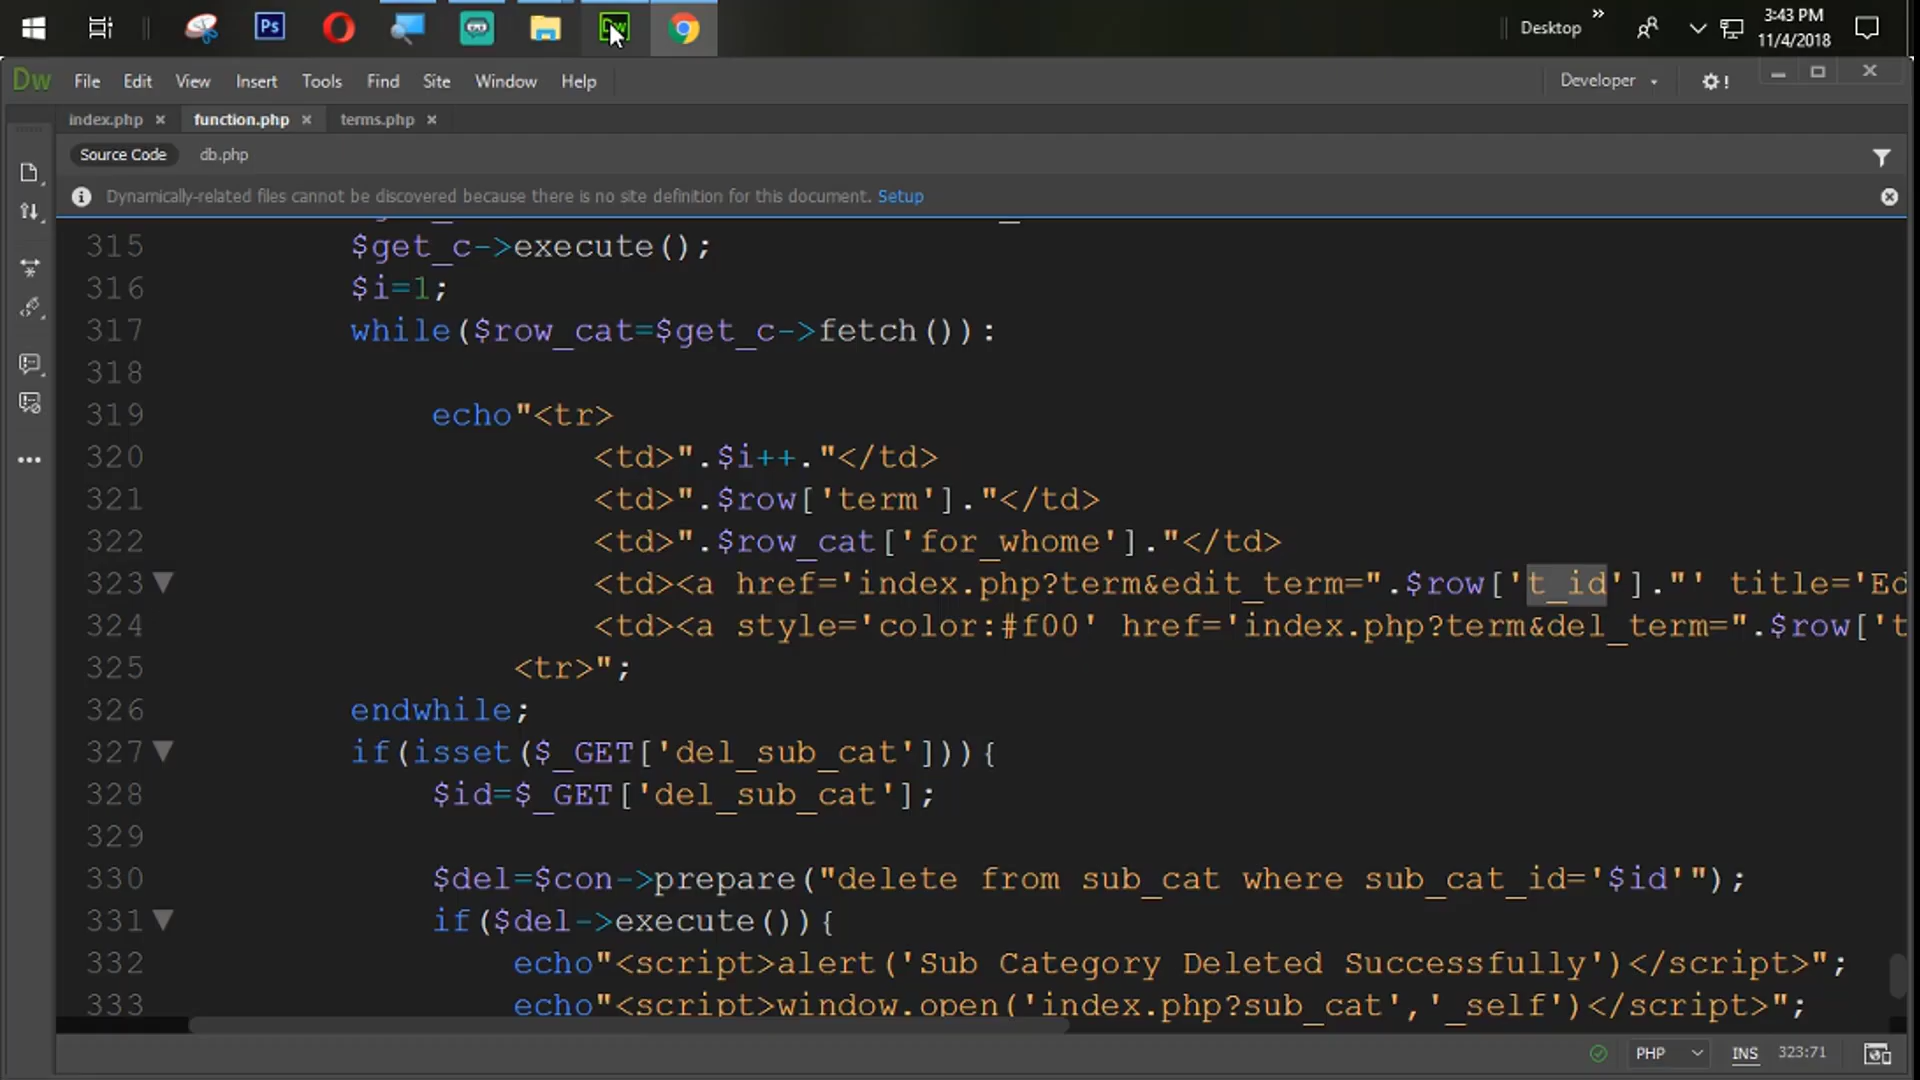 Ps
Dw
Desktop
»
3:43 PM
11/4/2018
Dw File Edit View Insert Tools Find Site Window Help
Developer
!
index.php × function.php × terms.php ×
Source Code db.php
Dynamically-related files cannot be discovered because there is no site definition for this document. Setup
315 $get_c->execute();
316 $i=1;
317 while($row_cat=$get_c->fetch()):
318
319 echo"<tr>
320 <td>".$i++."</td>
321 <td>".$row['term']."</td>
322 <td>".$row_cat['for_whome']."</td>
323 <td><a href='index.php?term&edit_term=".$row['t_id']."' title='Ed
324 <td><a style='color:#f00' href='index.php?term&del_term=".$row['t
325 <tr>";
326 endwhile;
327 if(isset($_GET['del_sub_cat'])){
328 $id=$_GET['del_sub_cat'];
329
330 $del=$con->prepare("delete from sub_cat where sub_cat_id='$id'");
331 if($del->execute()){
332 echo"<script>alert('Sub Category Deleted Successfully')</script>";
333 echo"<script>window.open('index.php?sub_cat','_self')</script>";
PHP INS 323:71